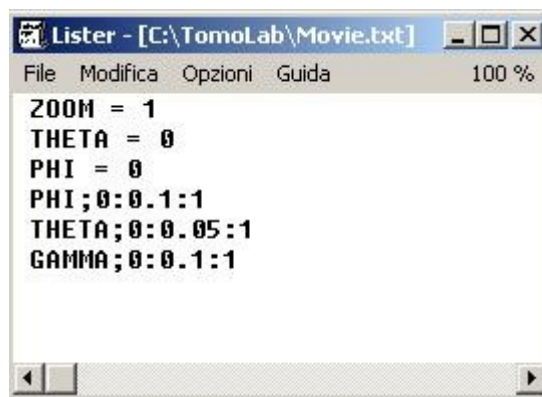 Lister - [C:\TomoLab\Movie.txt]
File Modifica Opzioni Guida 100 %
ZOOM = 1
THETA = 0
PHI = 0
PHI;0:0.1:1
THETA;0:0.05:1
GAMMA;0:0.1:1